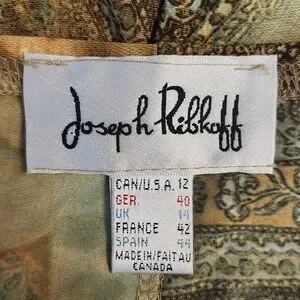 Joseph Ribkoff
CAN/U.S.A. 12
GER. 40
UK 14
FRANCE 42
SPAIN 44
MADE IN/FAIT AU
CANADA